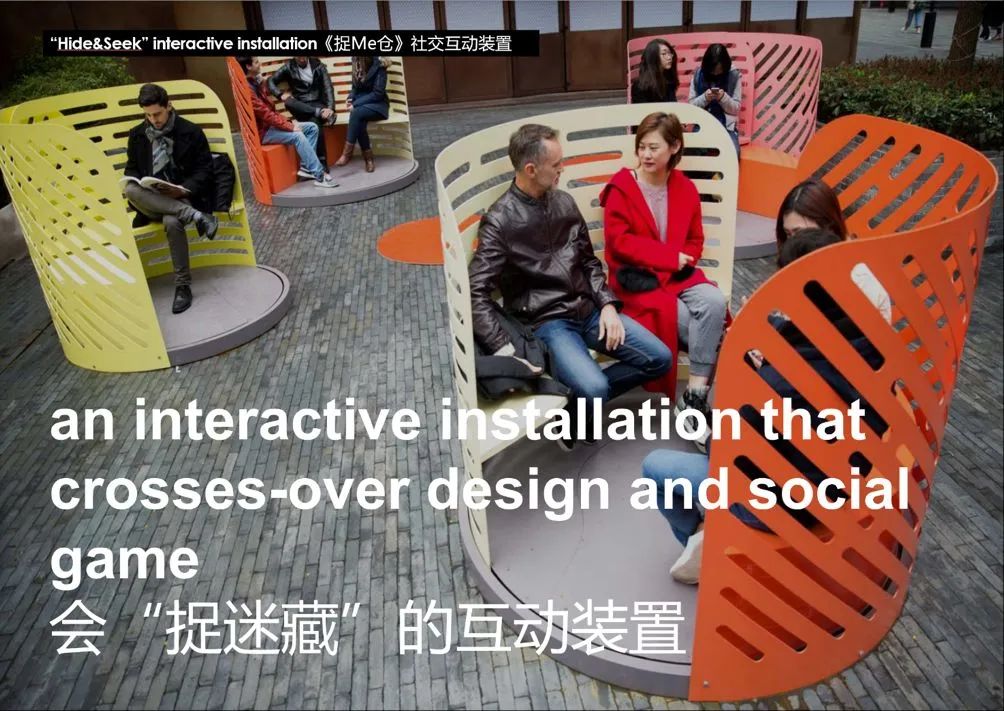 “Hide&Seek” interactive installation《捉Me仓》社交互动装置
an interactive installation that
crosses-over design and social
game
会“捉迷藏”的互动装置